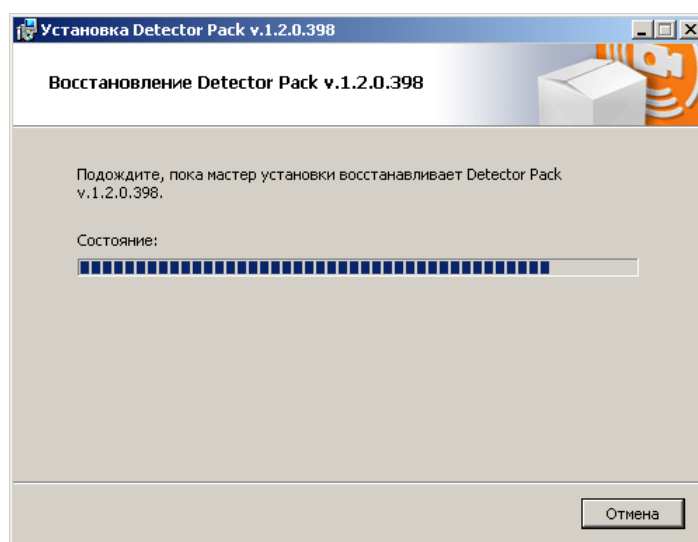 Установка Detector Pack v.1.2.0.398
Восстановление Detector Pack v.1.2.0.398
Подождите, пока мастер установки восстанавливает Detector Pack
v.1.2.0.398.
Состояние:
Отмена